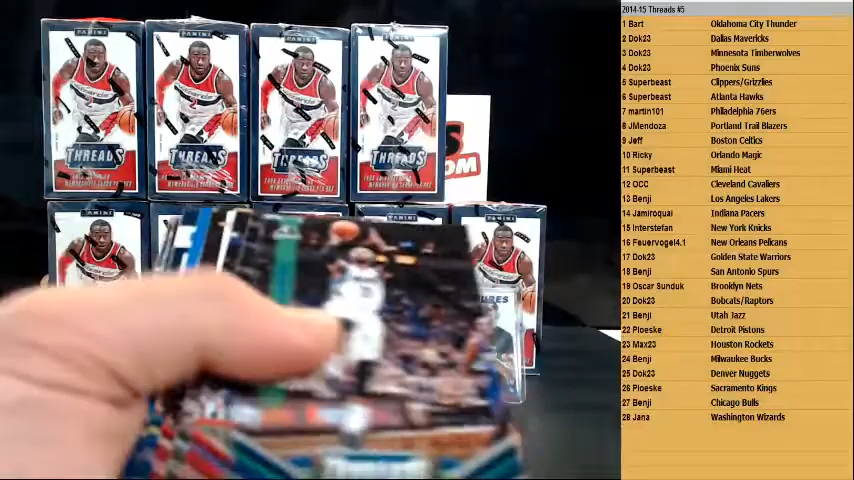 2014-15 Threads #5
1 Bart Oklahoma City Thunder
2 Dok23 Dallas Mavericks
3 Dok23 Minnesota Timberwolves
4 Dok23 Phoenix Suns
5 Superbeast Clippers/Grizzlies
6 Superbeast Atlanta Hawks
7 martin101 Philadelphia 76ers
8 JMendoza Portland Trail Blazers
9 Jeff Boston Celtics
10 Ricky Orlando Magic
11 Superbeast Miami Heat
12 OCC Cleveland Cavaliers
13 Benji Los Angeles Lakers
14 Jamiroquai Indiana Pacers
15 Interstefan New York Knicks
16 Feuervogel4.1 New Orleans Pelicans
17 Dok23 Golden State Warriors
18 Benji San Antonio Spurs
19 Oscar Sunduk Brooklyn Nets
20 Dok23 Bobcats/Raptors
21 Benji Utah Jazz
22 Ploeske Detroit Pistons
23 Max23 Houston Rockets
24 Benji Milwaukee Bucks
25 Dok23 Denver Nuggets
26 Ploeske Sacramento Kings
27 Benji Chicago Bulls
28 Jana Washington Wizards
PANINI PANINI PANINI PANINI
THREADS THREADS THREADS THREADS
S
.COM
PANINI PANINI PANINI